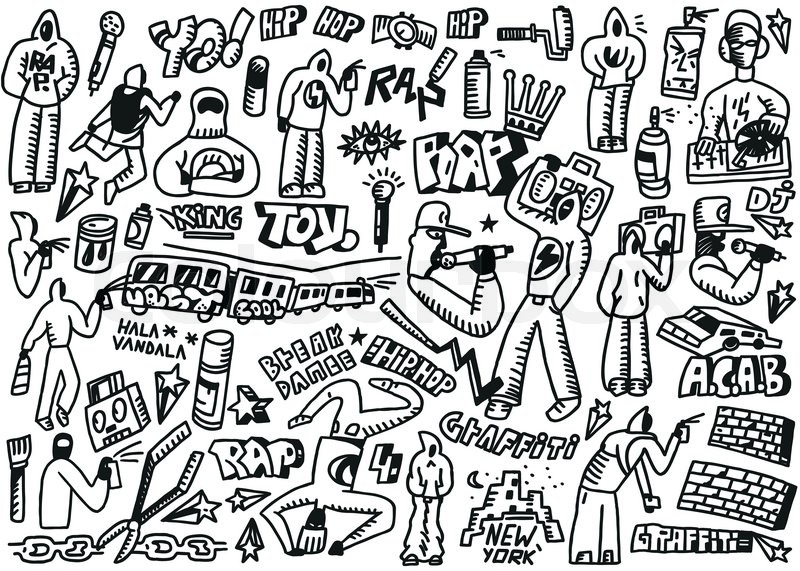 RAP.
YO!
HIP HOP
HIP
RAP
RAP
KING
TOY.
DJ
COOL
HALA**
VANDALA
BREAK
DANCE
HIPHOP
A.C.A.B
GRAFFITI
RAP
NEW
YORK
GRAFFITI